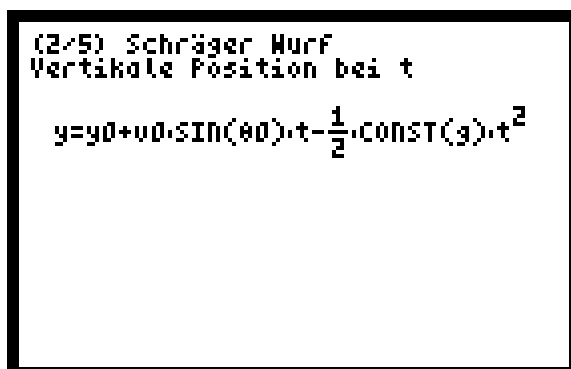 (2/5) Schräger Wurf
Vertikale Position bei t
y=y0+v0·SIN(θ0)·t-1/2·CONST(g)·t²